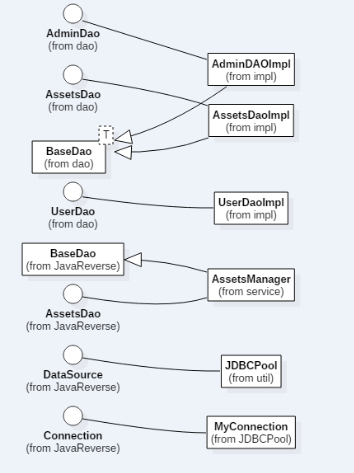 AdminDao
(from dao)
AdminDAOImpl
(from impl)
AssetsDao
(from dao)
AssetsDaoImpl
(from impl)
T
BaseDao
(from dao)
UserDao
(from dao)
UserDaoImpl
(from impl)
BaseDao
(from JavaReverse)
AssetsManager
(from service)
AssetsDao
(from JavaReverse)
DataSource
(from JavaReverse)
JDBCPool
(from util)
Connection
(from JavaReverse)
MyConnection
(from JDBCPool)